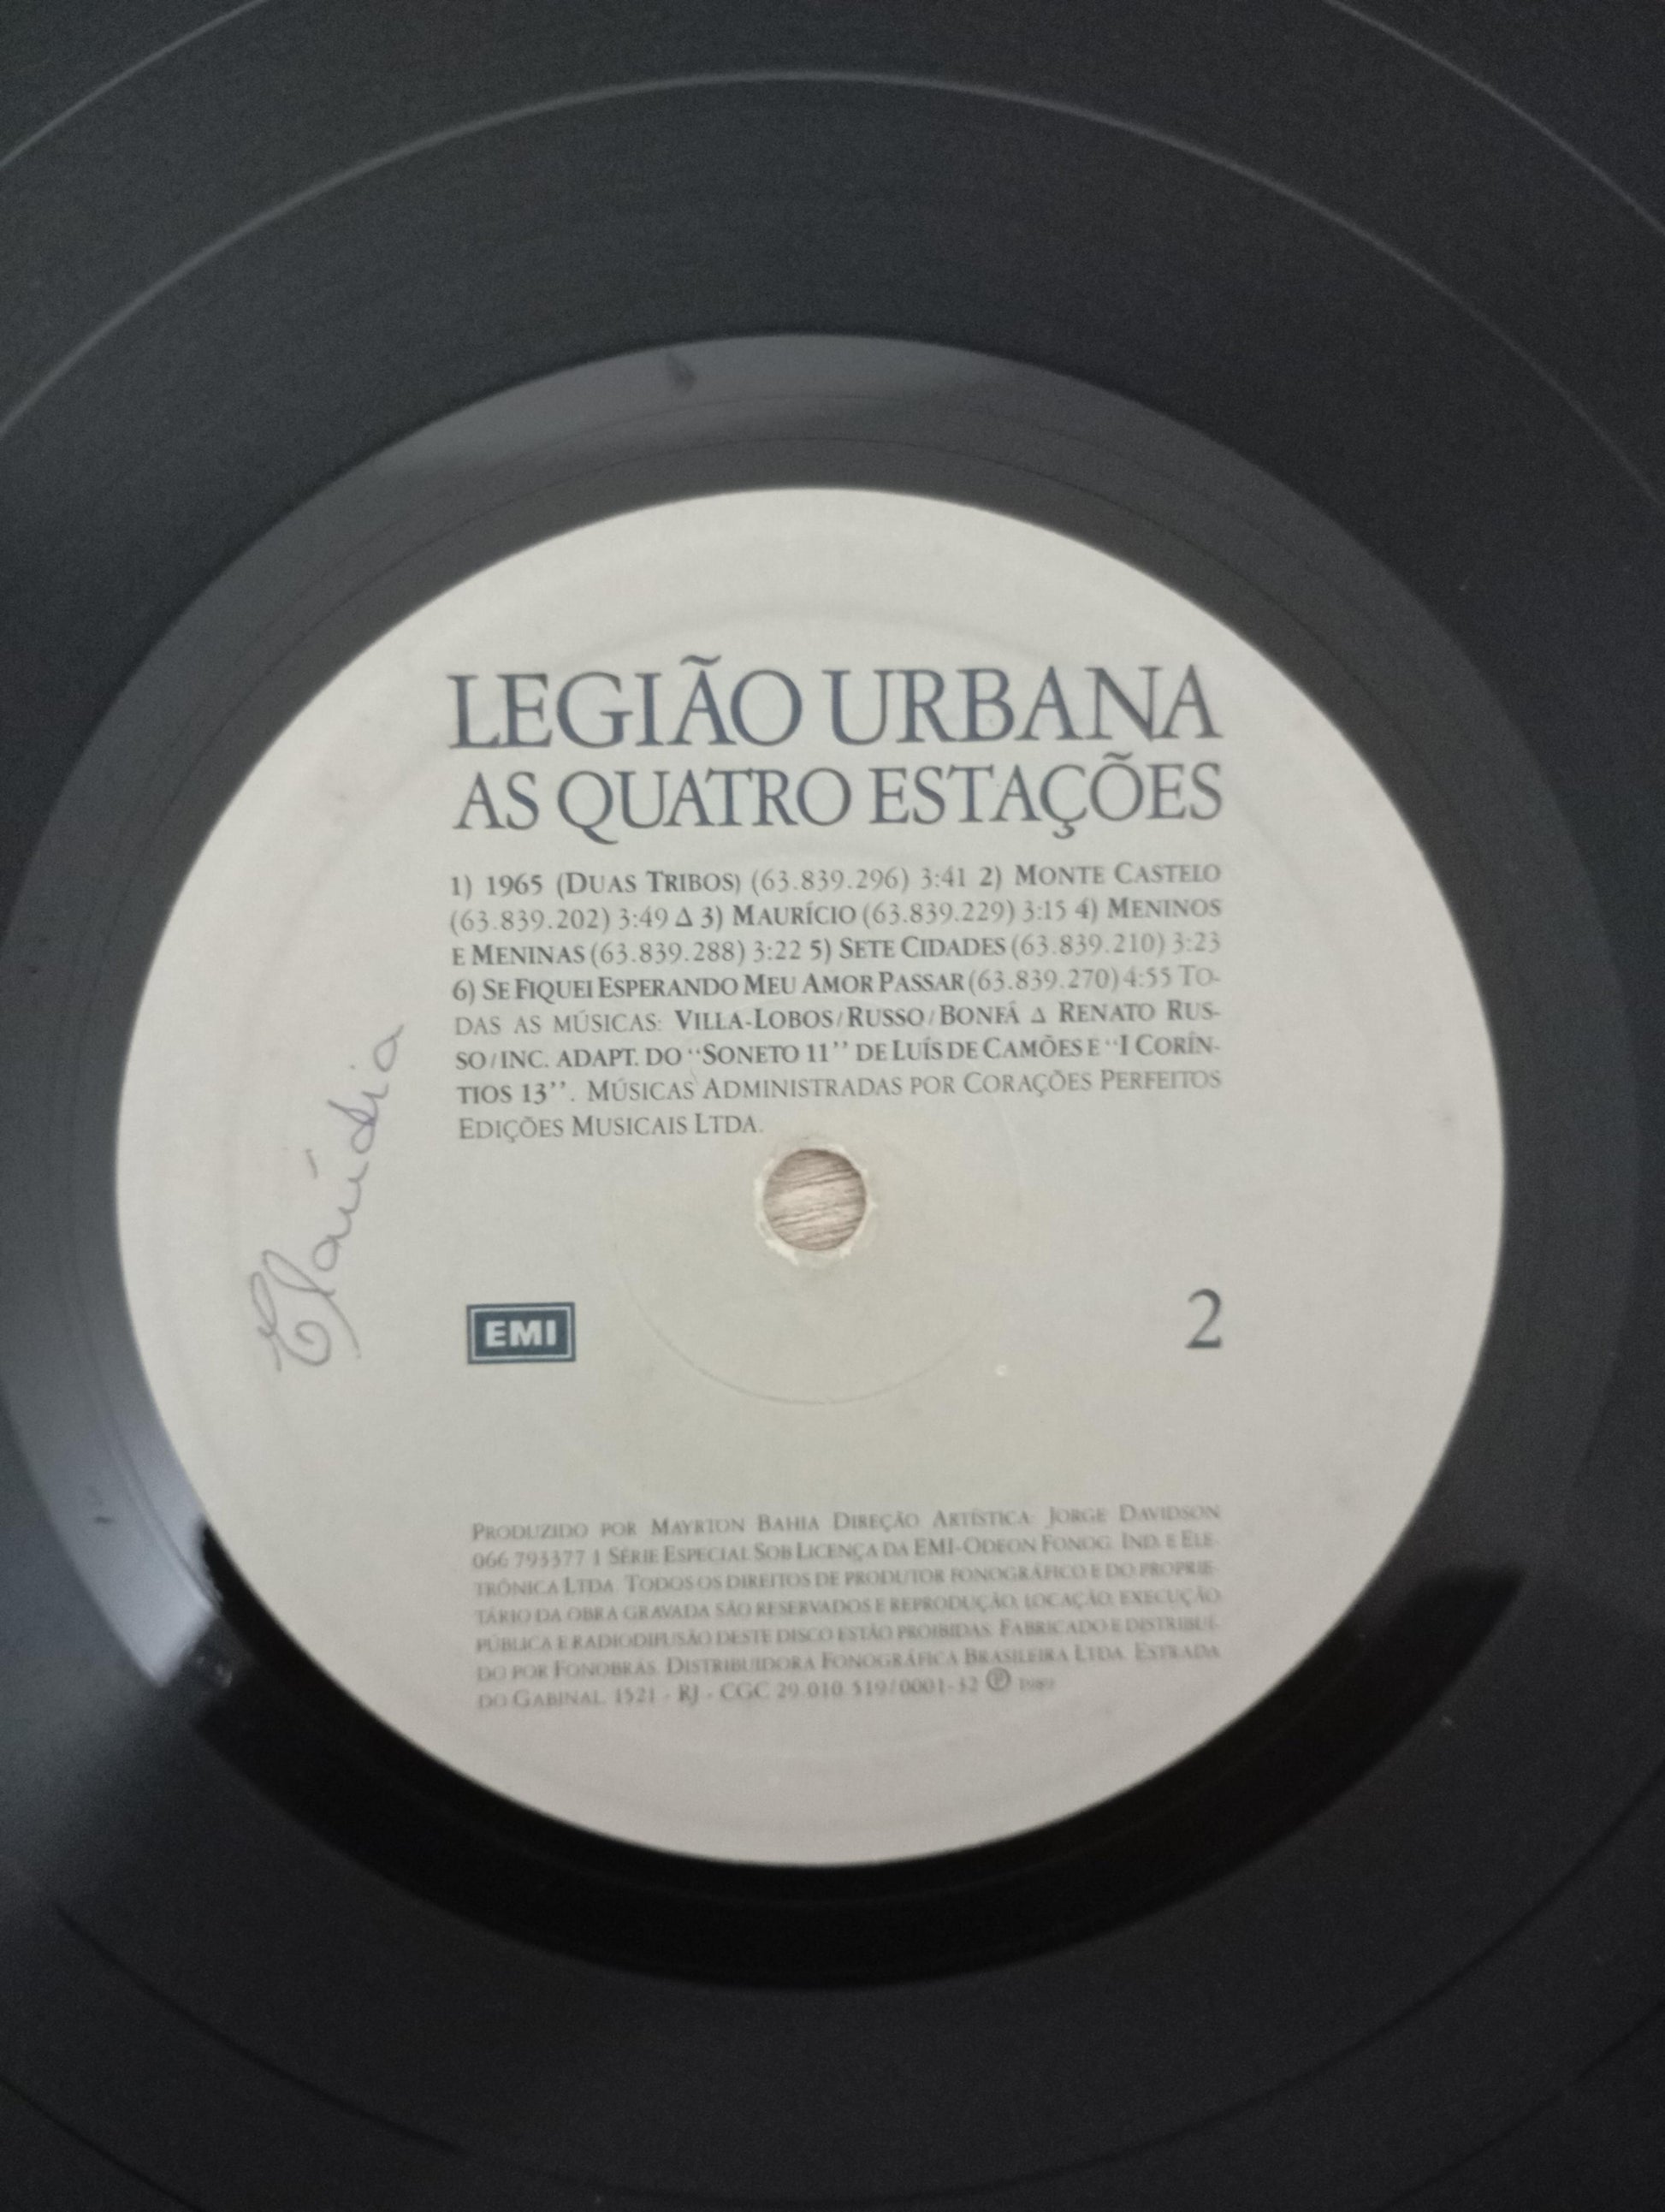 LEGIÃO URBANA
AS QUATRO ESTAÇÕES
1) 1965 (DUAS TRIBOS) (63.839.296) 3:41 2) MONTE CASTELO
(63.839.202) 3:49 Δ 3) MAURÍCIO (63.839.229) 3:15 4) MENINOS
E MENINAS (63.839.288) 3:22 5) SETE CIDADES (63.839.210) 3:23
6) SE FIQUEI ESPERANDO MEU AMOR PASSAR (63.839.270) 4:55 TO-
DAS AS MÚSICAS: VILLA-LOBOS/RUSSO/BONFÁ Δ RENATO RUS-
SO/INC. ADAPT. DO "SONETO 11" DE LUÍS DE CAMÕES E "I CORÍN-
TIOS 13". MÚSICAS ADMINISTRADAS POR CORAÇÕES PERFEITOS
EDIÇÕES MUSICAIS LTDA.
Claúdia
EMI
2
PRODUZIDO POR MAYRTON BAHIA DIREÇÃO ARTÍSTICA: JORGE DAVIDSON
066 793377 1 SÉRIE ESPECIAL SOB LICENÇA DA EMI-ODEON FONOG. IND. E ELE-
TRÔNICA LTDA. TODOS OS DIREITOS DE PRODUTOR FONOGRÁFICO E DO PROPRIE-
TÁRIO DA OBRA GRAVADA SÃO RESERVADOS E REPRODUÇÃO, LOCAÇÃO, EXECUÇÃO
PÚBLICA E RADIODIFUSÃO DESTE DISCO ESTÃO PROIBIDAS. FABRICADO E DISTRIBUÍ-
DO POR FONOBRAS. DISTRIBUIDORA FONOGRÁFICA BRASILEIRA LTDA. ESTRADA
DO GABINAL, 1521 - RJ - CGC 29.010.519/0001-32 ℗ 1989